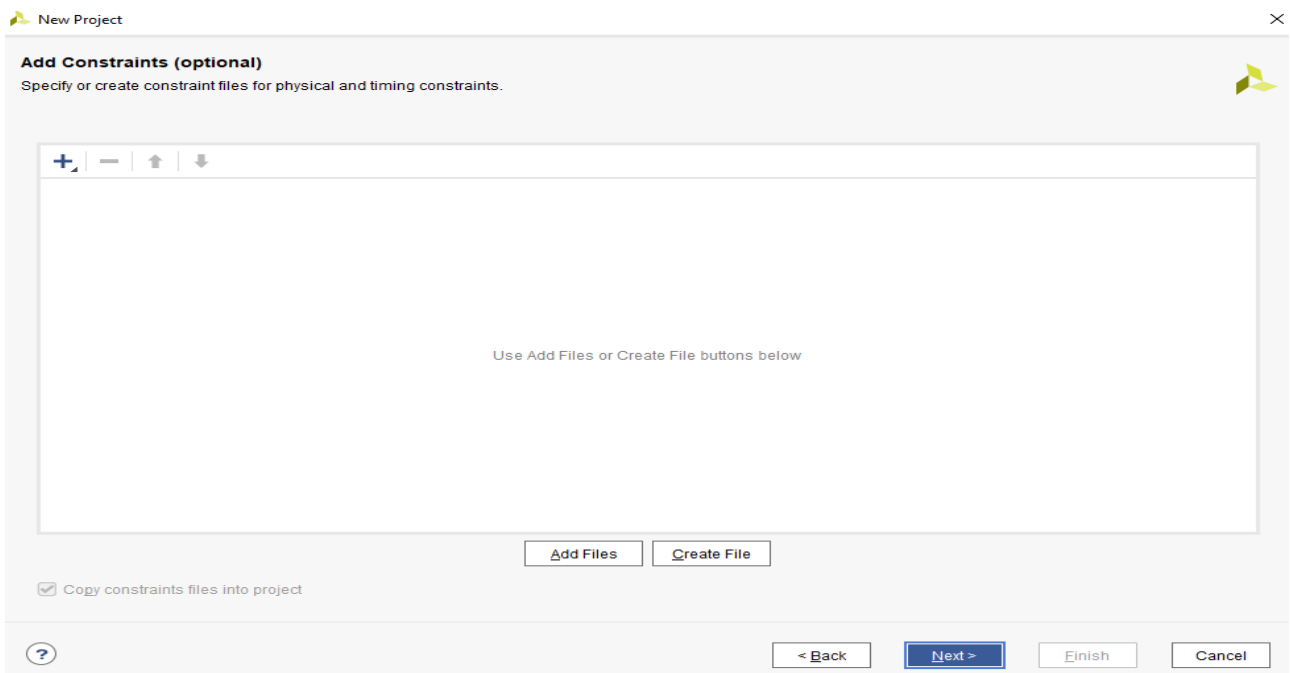 New Project
Add Constraints (optional)
Specify or create constraint files for physical and timing constraints.
Use Add Files or Create File buttons below
Add Files Create File
Copy constraints files into project
? < Back Next > Finish Cancel